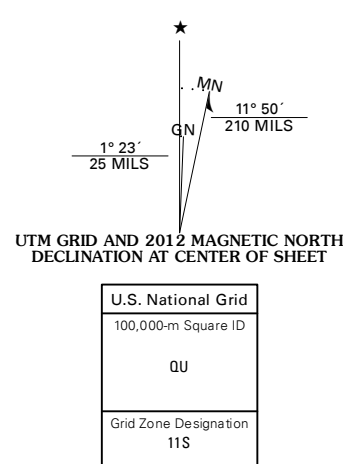 ★
MN
11° 50´
210 MILS
GN
1° 23´
25 MILS
UTM GRID AND 2012 MAGNETIC NORTH
DECLINATION AT CENTER OF SHEET
U.S. National Grid
100,000-m Square ID
QU
Grid Zone Designation
11S